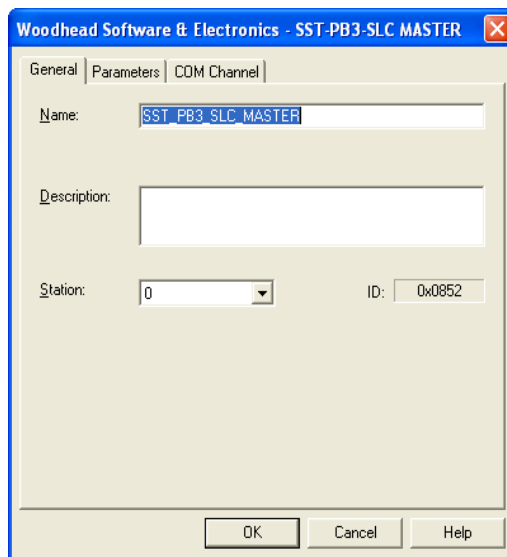 Woodhead Software & Electronics - SST-PB3-SLC MASTER
General Parameters COM Channel
Name: SST_PB3_SLC_MASTER
Description:
Station: 0 ID: 0x0852
OK Cancel Help